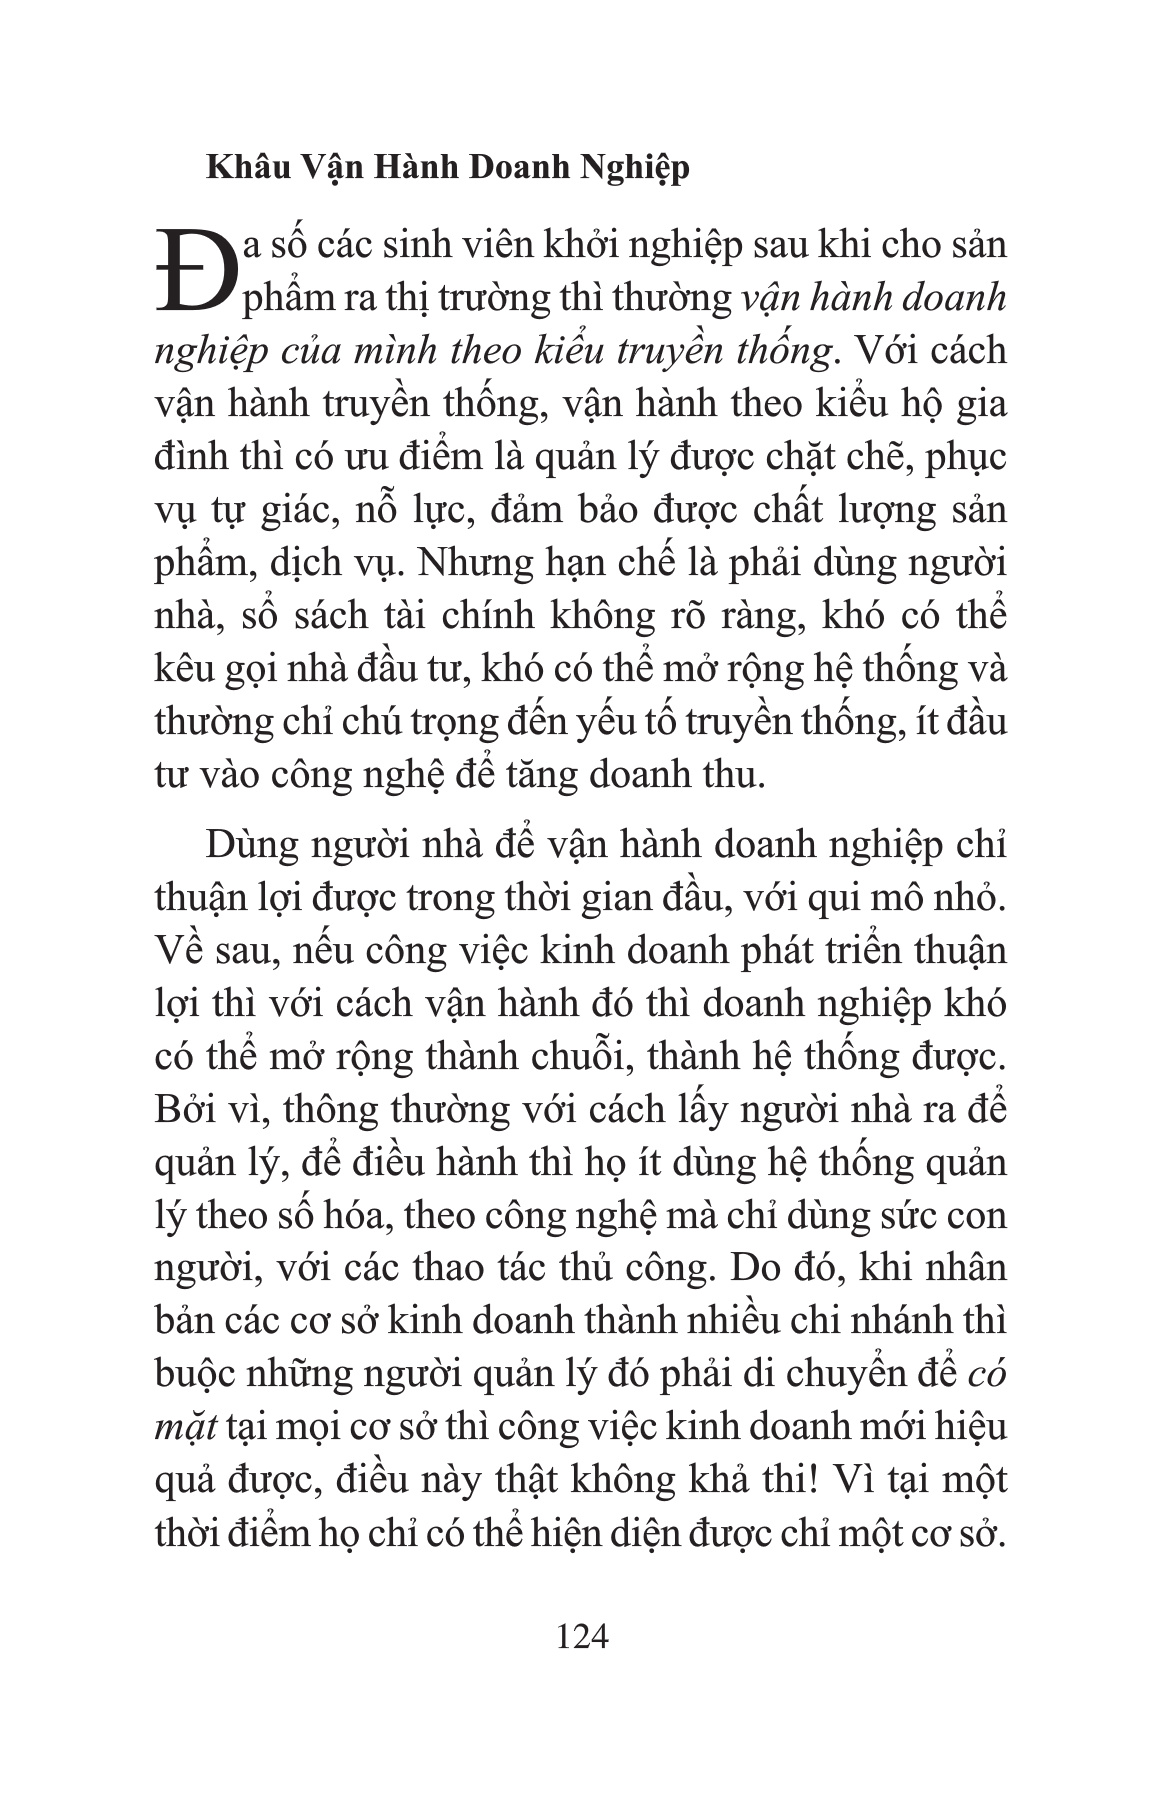 Khâu Vận Hành Doanh Nghiệp
Đa số các sinh viên khởi nghiệp sau khi cho sản
phẩm ra thị trường thì thường vận hành doanh
nghiệp của mình theo kiểu truyền thống. Với cách
vận hành truyền thống, vận hành theo kiểu hộ gia
đình thì có ưu điểm là quản lý được chặt chẽ, phục
vụ tự giác, nỗ lực, đảm bảo được chất lượng sản
phẩm, dịch vụ. Nhưng hạn chế là phải dùng người
nhà, sổ sách tài chính không rõ ràng, khó có thể
kêu gọi nhà đầu tư, khó có thể mở rộng hệ thống và
thường chỉ chú trọng đến yếu tố truyền thống, ít đầu
tư vào công nghệ để tăng doanh thu.
Dùng người nhà để vận hành doanh nghiệp chỉ
thuận lợi được trong thời gian đầu, với qui mô nhỏ.
Về sau, nếu công việc kinh doanh phát triển thuận
lợi thì với cách vận hành đó thì doanh nghiệp khó
có thể mở rộng thành chuỗi, thành hệ thống được.
Bởi vì, thông thường với cách lấy người nhà ra để
quản lý, để điều hành thì họ ít dùng hệ thống quản
lý theo số hóa, theo công nghệ mà chỉ dùng sức con
người, với các thao tác thủ công. Do đó, khi nhân
bản các cơ sở kinh doanh thành nhiều chi nhánh thì
buộc những người quản lý đó phải di chuyển để có
mặt tại mọi cơ sở thì công việc kinh doanh mới hiệu
quả được, điều này thật không khả thi! Vì tại một
thời điểm họ chỉ có thể hiện diện được chỉ một cơ sở.
124